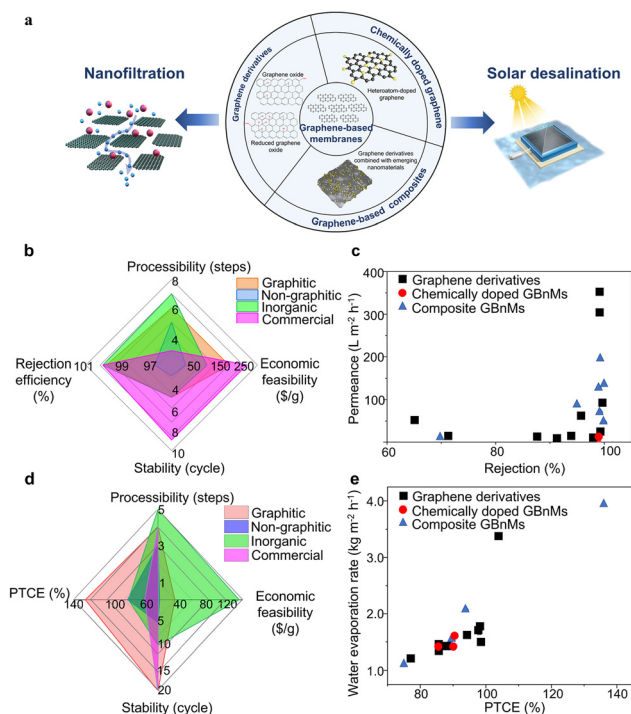 a
Nanofiltration
Graphene derivatives
Chemically doped graphene
Graphene oxide
Heteroatom-doped
graphene
Graphene-based
membranes
Reduced graphene
oxide
Graphene derivatives
combined with emerging
nanomaterials
Graphene-based composites
Solar desalination
b
Processibility (steps)
8
4
Graphitic
Non-graphitic
Inorganic
Commercial
Rejection
efficiency
(%)
101 99 97 50 150 250
Economic
feasibility
($/g)
4
6
8
10
Stability (cycle)
c
Permeance (L m⁻² h⁻¹)
400
300
200
100
Graphene derivatives
Chemically doped GBnMs
Composite GBnMs
60 80 100
Rejection (%)
d
Processibility (steps)
5
3
1
Graphitic
Non-graphitic
Inorganic
Commercial
PTCE (%)
140 100 60 40 80 120
Economic
feasibility
($/g)
5
10
15
20
Stability (cycle)
e
Water evaporation rate (kg m⁻² h⁻¹)
4.0
3.0
2.0
1.0
Graphene derivatives
Chemically doped GBnMs
Composite GBnMs
80 100 120 140
PTCE (%)